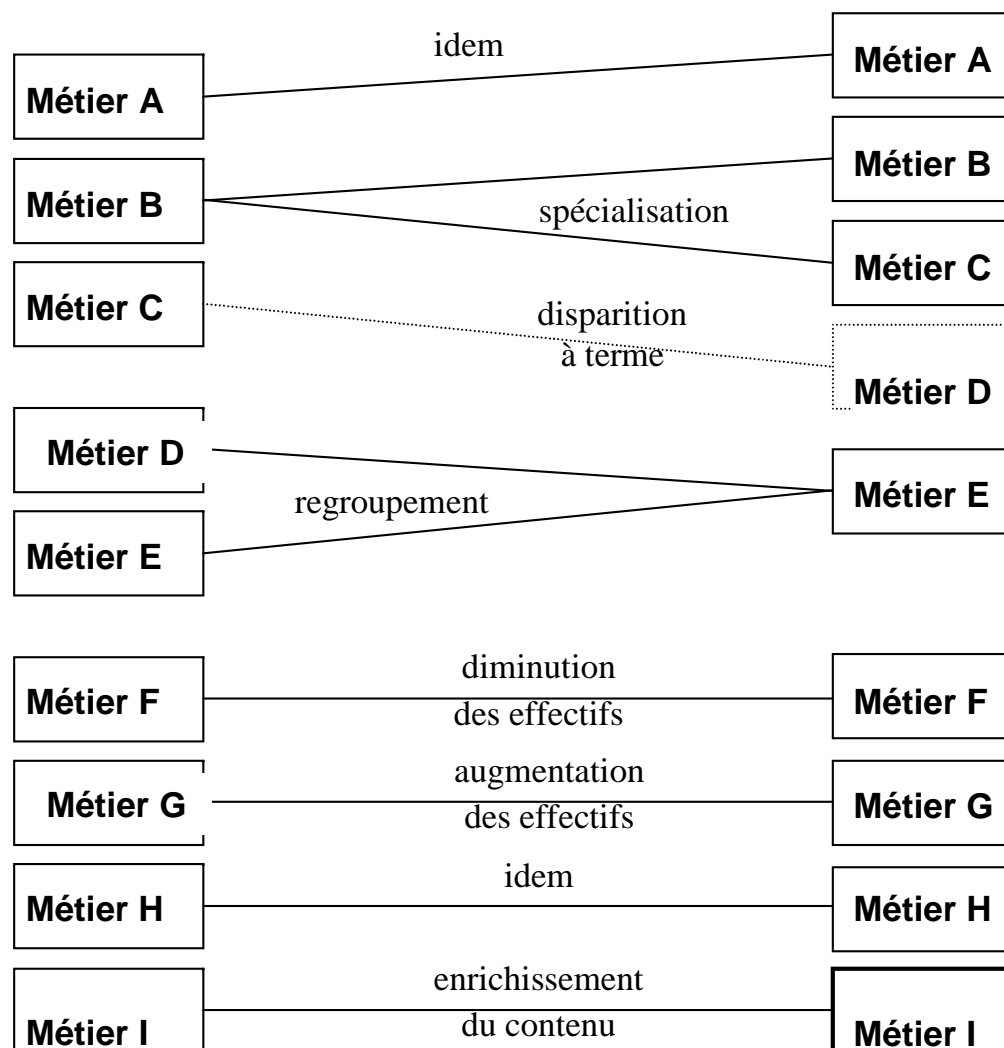 idem
Métier A
Métier A
Métier B
Métier B
spécialisation
Métier C
Métier C
disparition
à terme
Métier D
Métier D
regroupement
Métier E
Métier E
diminution
Métier F
Métier F
des effectifs
augmentation
Métier G
Métier G
des effectifs
idem
Métier H
Métier H
enrichissement
du contenu
Métier I
Métier I